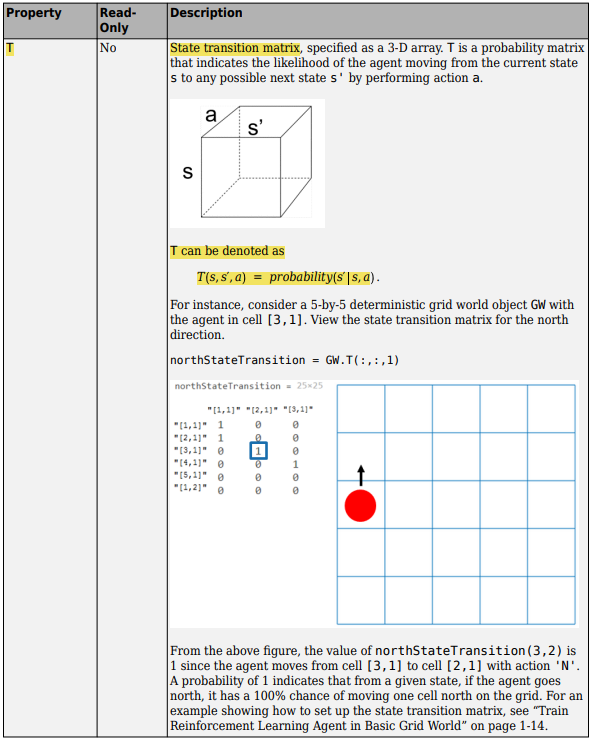 Property Read-Only Description
T No State transition matrix, specified as a 3-D array. T is a probability matrix
that indicates the likelihood of the agent moving from the current state
s to any possible next state s' by performing action a.
a
s'
s
T can be denoted as
T(s,s′,a) = probability(s′|s,a).
For instance, consider a 5-by-5 deterministic grid world object GW with
the agent in cell [3,1]. View the state transition matrix for the north
direction.
northStateTransition = GW.T(:,:,1)
northStateTransition = 25×25
"[1,1]" "[2,1]" "[3,1]"
"[1,1]" 1 0 0
"[2,1]" 1 0 0
"[3,1]" 0 1 0
"[4,1]" 0 0 1
"[5,1]" 0 0 0
"[1,2]" 0 0 0
From the above figure, the value of northStateTransition(3,2) is
1 since the agent moves from cell [3,1] to cell [2,1] with action 'N'.
A probability of 1 indicates that from a given state, if the agent goes
north, it has a 100% chance of moving one cell north on the grid. For an
example showing how to set up the state transition matrix, see “Train
Reinforcement Learning Agent in Basic Grid World” on page 1-14.